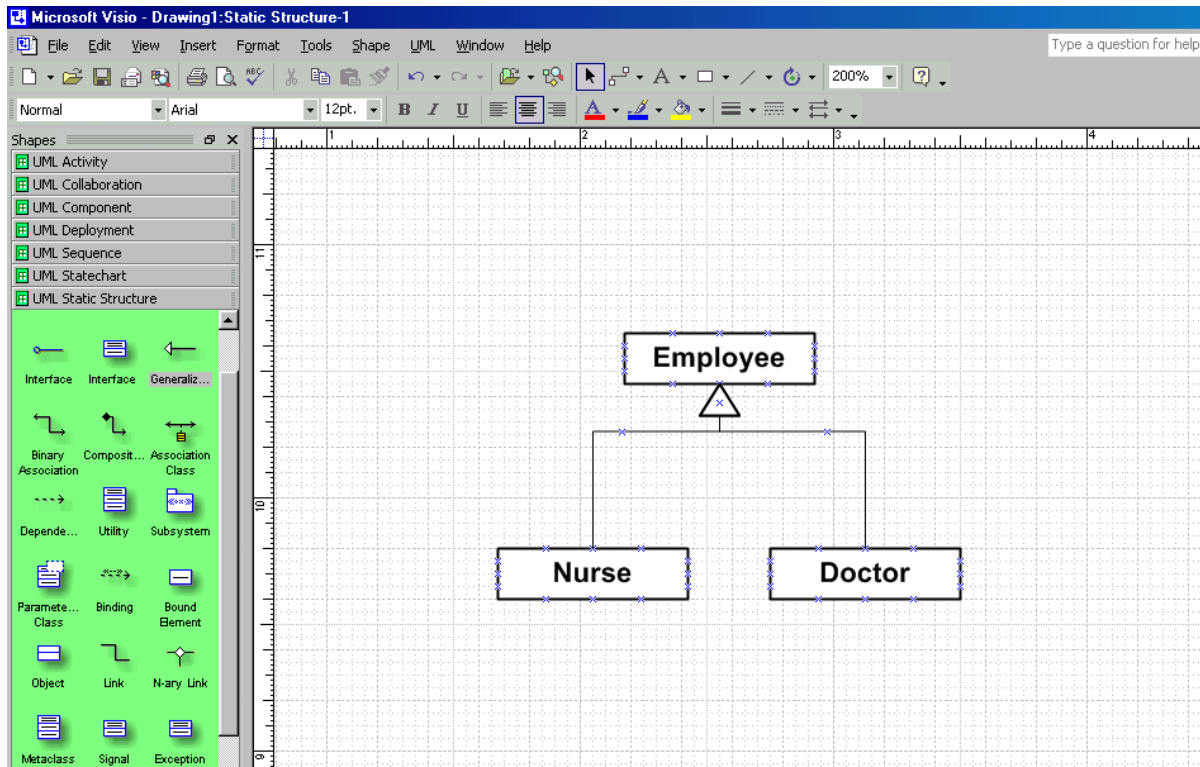 Microsoft Visio - Drawing1:Static Structure-1
File Edit View Insert Format Tools Shape UML Window Help
Type a question for help
ABC
A
200%
?
Normal Arial 12pt. B I U A
Shapes
1 2 3 4
UML Activity
UML Collaboration
UML Component
UML Deployment
UML Sequence
UML Statechart
UML Static Structure
11
10
9
Interface Interface Generaliz...
Binary Association Composit... Association Class
Depende... Utility Subsystem
Paramete... Class Binding Bound Element
Object Link N-ary Link
Metaclass Signal Exception
Employee
Nurse Doctor